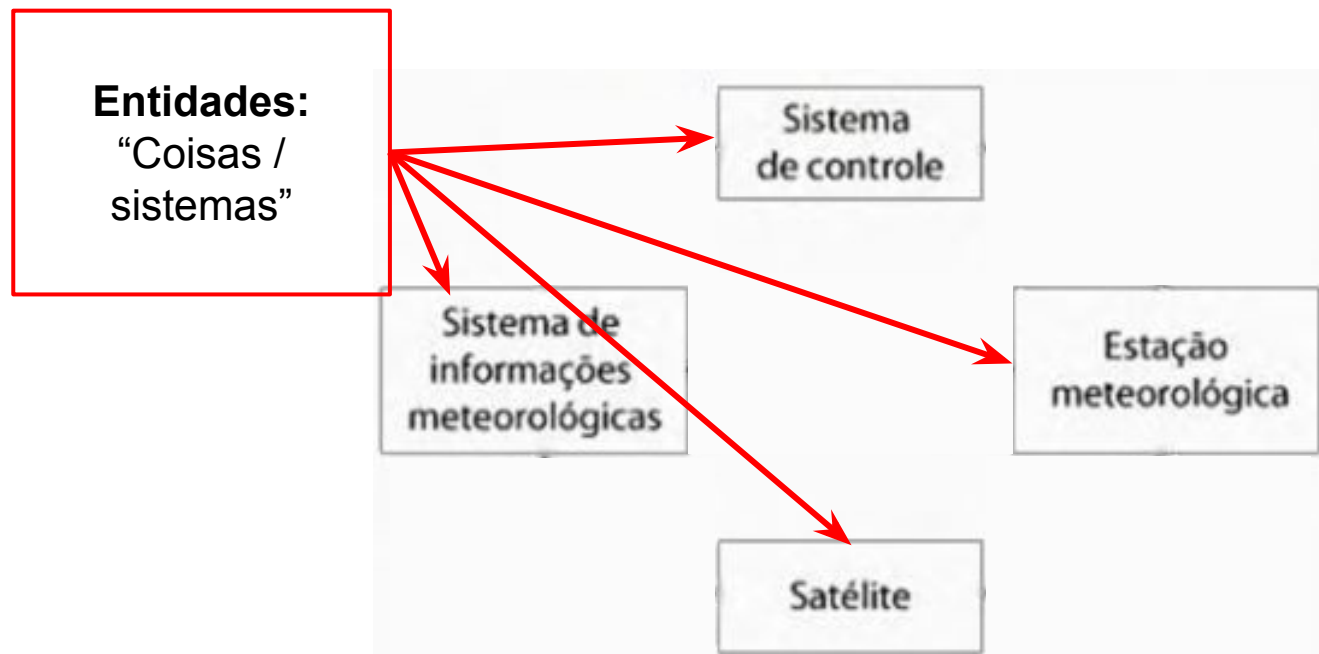 Entidades:
“Coisas /
sistemas”
Sistema
de controle
Sistema de
informações
meteorológicas
Estação
meteorológica
Satélite